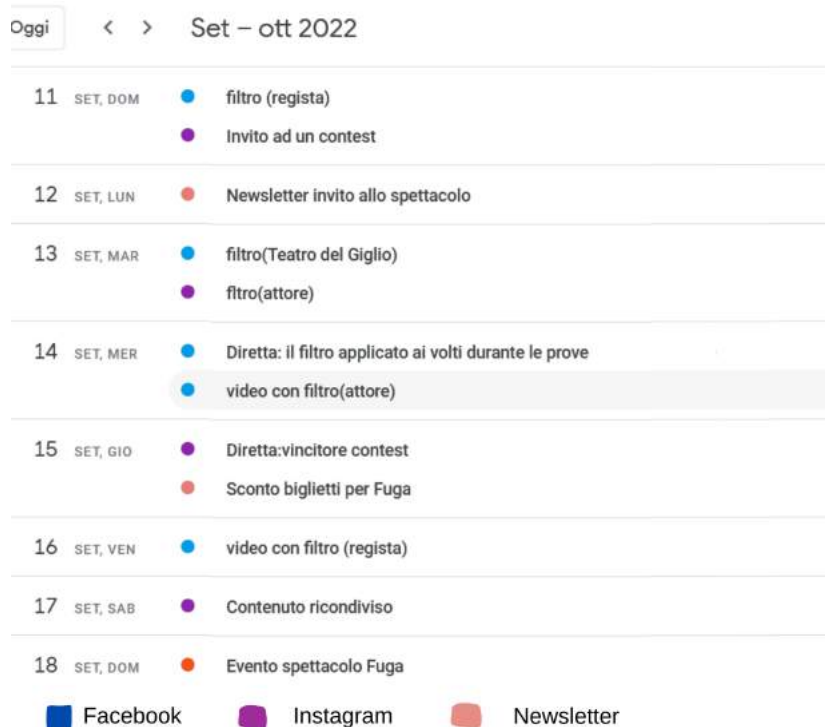 Oggi < > Set – ott 2022
11 SET, DOM filtro (regista)
Invito ad un contest
12 SET, LUN Newsletter invito allo spettacolo
13 SET, MAR filtro(Teatro del Giglio)
fltro(attore)
14 SET, MER Diretta: il filtro applicato ai volti durante le prove
video con filtro(attore)
15 SET, GIO Diretta:vincitore contest
Sconto biglietti per Fuga
16 SET, VEN video con filtro (regista)
17 SET, SAB Contenuto ricondiviso
18 SET, DOM Evento spettacolo Fuga
Facebook Instagram Newsletter